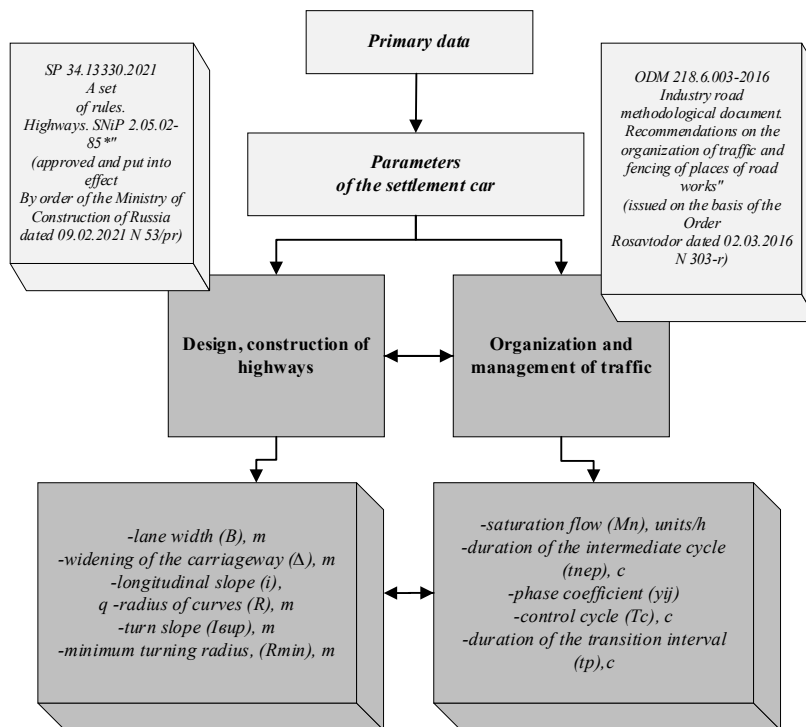 Primary data
SP 34.13330.2021
A set
of rules.
Highways. SNiP 2.05.02-
85*"
(approved and put into
effect
By order of the Ministry of
Construction of Russia
dated 09.02.2021 N 53/pr)
ODM 218.6.003-2016
Industry road
methodological document.
Recommendations on the
organization of traffic and
fencing of places of road
works"
(issued on the basis of the
Order
Rosavtodor dated 02.03.2016
N 303-r)
Parameters
of the settlement car
Design, construction of
highways
Organization and
management of traffic
-lane width (B), m
-widening of the carriageway (Δ), m
-longitudinal slope (i),
q -radius of curves (R), m
-turn slope (Iвир), m
-minimum turning radius, (Rmin), m
-saturation flow (Mn), units/h
-duration of the intermediate cycle
(tnep), c
-phase coefficient (yij)
-control cycle (Tc), c
-duration of the transition interval
(tp),c